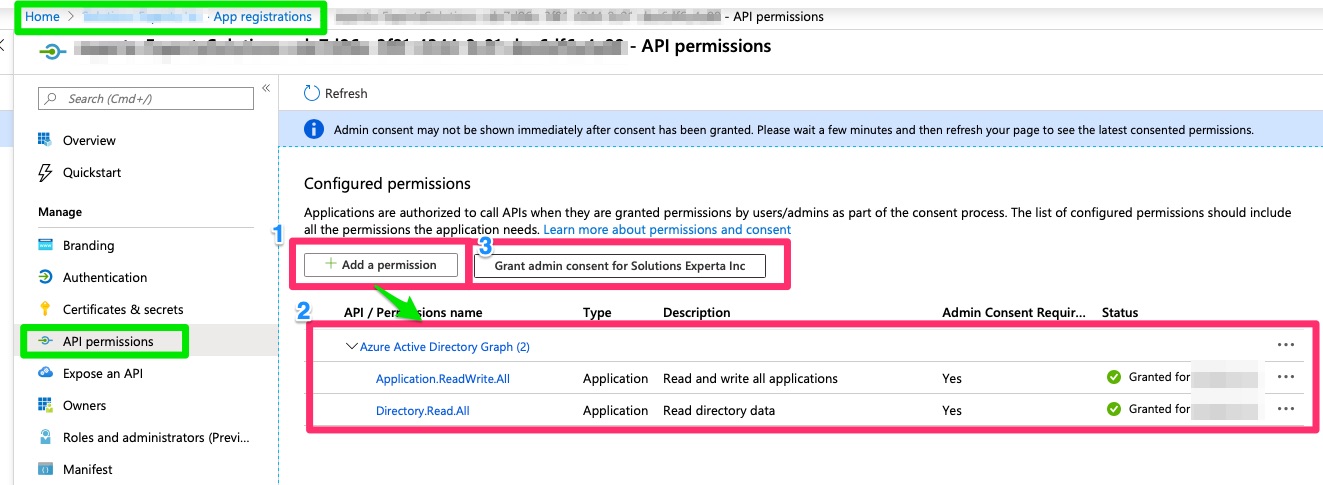 Home > · App registrations - API permissions
- API permissions
Search (Cmd+/)
«
Refresh
Admin consent may not be shown immediately after consent has been granted. Please wait a few minutes and then refresh your page to see the latest consented permissions.
Overview
Quickstart
Manage
Branding
Authentication
Certificates & secrets
API permissions
Expose an API
Owners
Roles and administrators (Previ...
Manifest
Configured permissions
Applications are authorized to call APIs when they are granted permissions by users/admins as part of the consent process. The list of configured permissions should include
all the permissions the application needs. Learn more about permissions and consent
1
+ Add a permission
3
Grant admin consent for Solutions Experta Inc
2
API / Permissions name Type Description Admin Consent Requir... Status
Azure Active Directory Graph (2) ...
Application.ReadWrite.All Application Read and write all applications Yes Granted for ...
Directory.Read.All Application Read directory data Yes Granted for ...